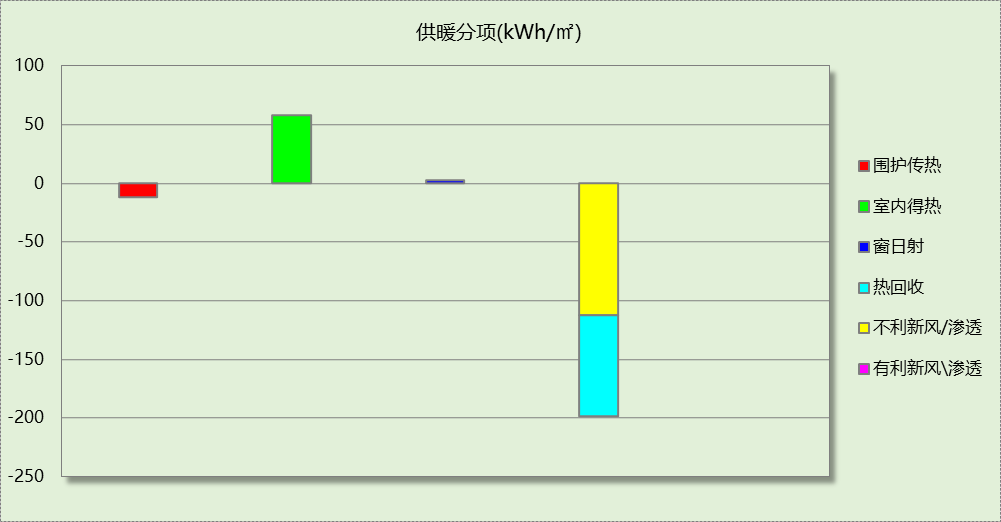 供暖分项(kWh/㎡)
100
50
0
-50
-100
-150
-200
-250
围护传热
室内得热
窗日射
热回收
不利新风/渗透
有利新风\渗透